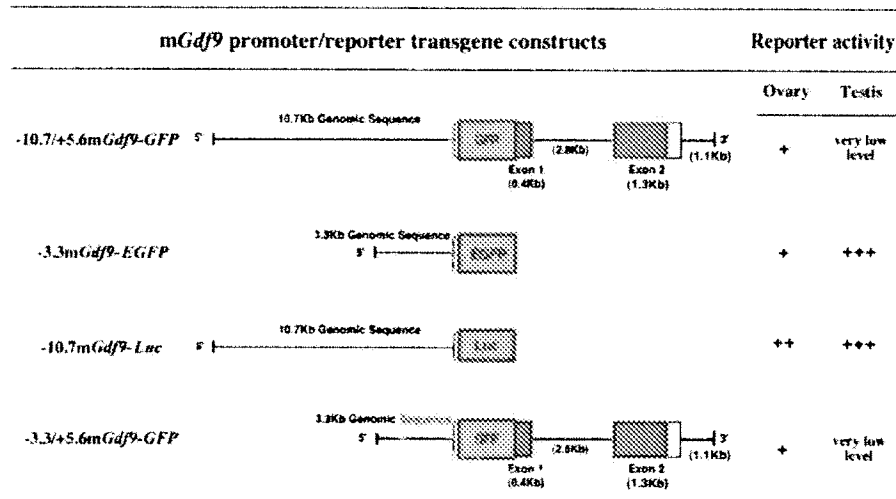 mGdf9 promoter/reporter transgene constructs Reporter activity
Ovary Testis
-10.7/+5.6mGdf9-GFP 5' 10.7Kb Genomic Sequence GFP Exon 1 (0.4Kb) (2.8Kb) Exon 2 (1.3Kb) 3' (1.1Kb) + very low level
-3.3mGdf9-EGFP 3.3Kb Genomic Sequence 5' EGFP + +++
-10.7mGdf9-Luc 5' 10.7Kb Genomic Sequence Luc ++ +++
-3.3/+5.6mGdf9-GFP 3.3Kb Genomic 5' GFP Exon 1 (0.4Kb) (2.8Kb) Exon 2 (1.3Kb) 3' (1.1Kb) + very low level